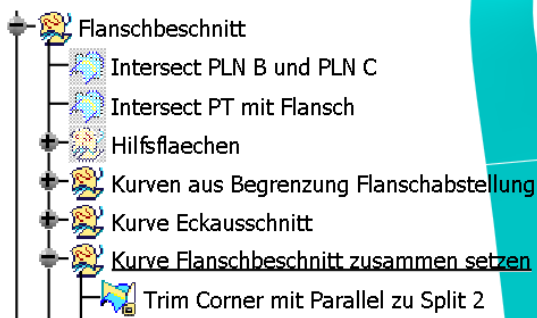 Flanschbeschnitt
Intersect PLN B und PLN C
Intersect PT mit Flansch
Hilfsflaechen
Kurven aus Begrenzung Flanschabstellung
Kurve Eckausschnitt
Kurve Flanschbeschnitt zusammen setzen
Trim Corner mit Parallel zu Split 2